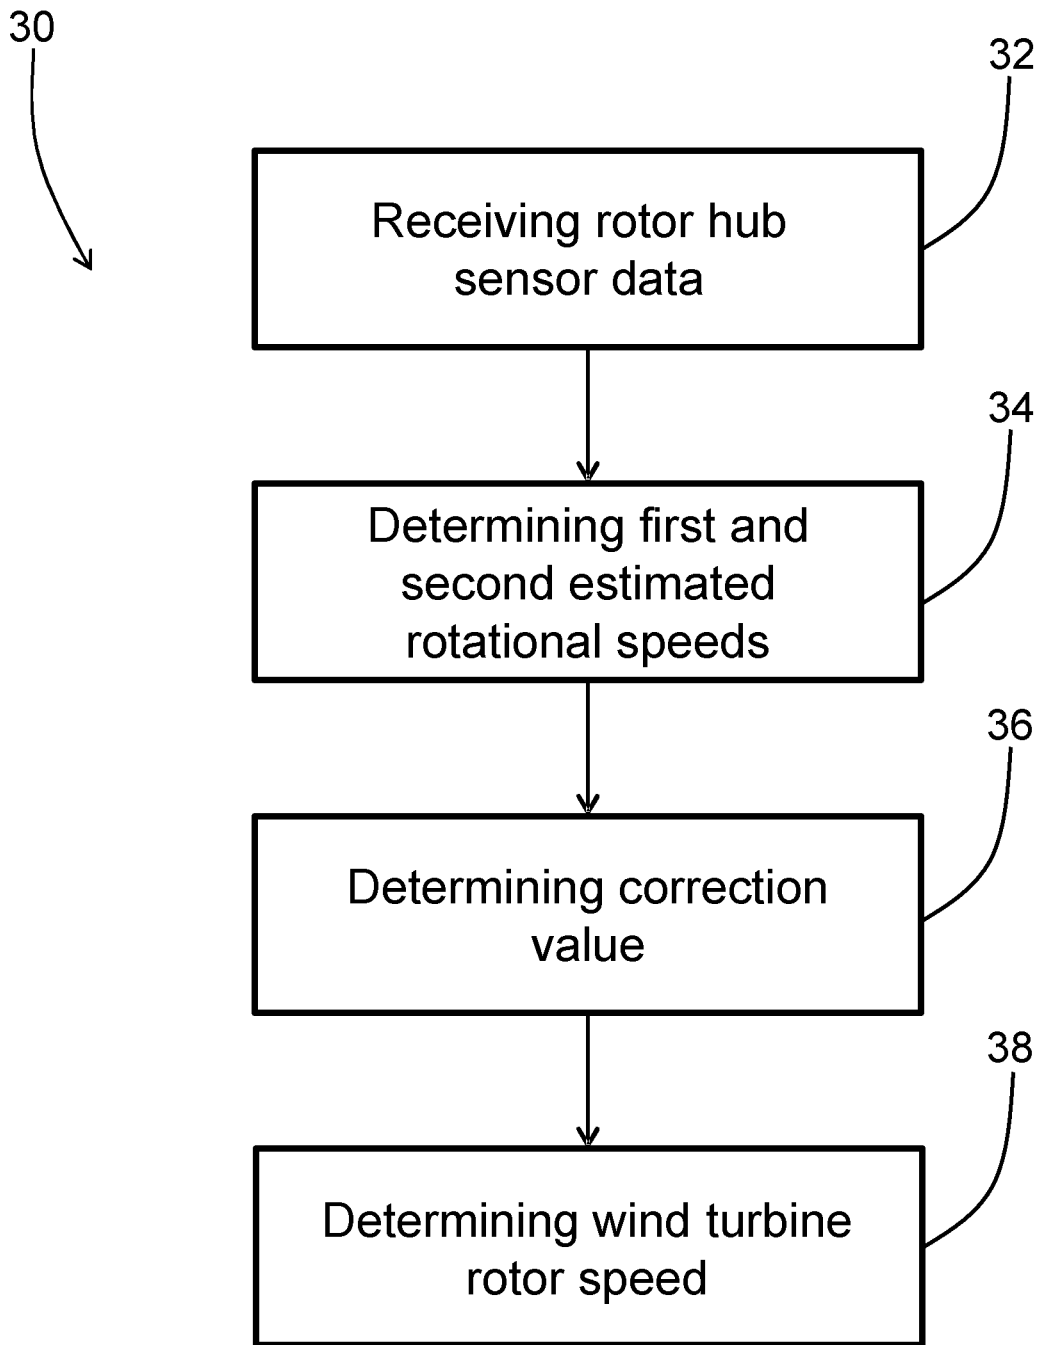 30
32
Receiving rotor hub
sensor data
34
Determining first and
second estimated
rotational speeds
36
Determining correction
value
38
Determining wind turbine
rotor speed